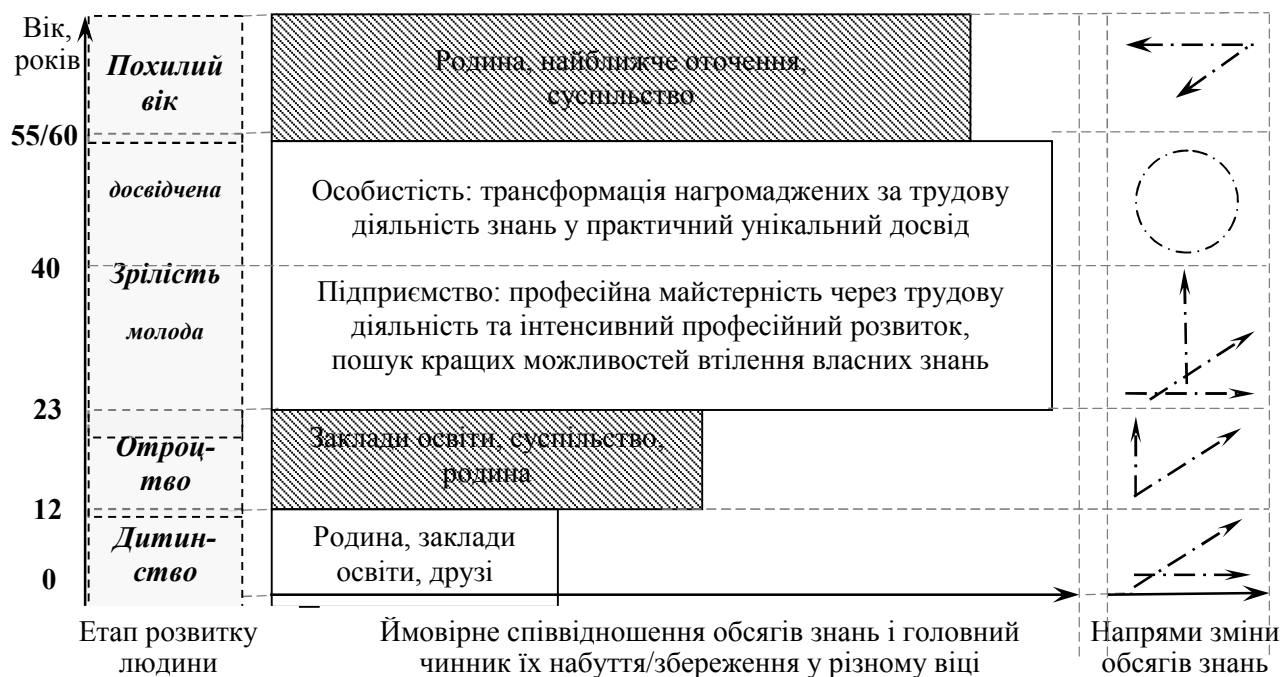 Вік,
років
Похилий
вік
Родина, найближче оточення,
суспільство
55/60
досвідчена
Особистість: трансформація нагромаджених за трудову
діяльність знань у практичний унікальний досвід
40
Зрілість
молода
Підприємство: професійна майстерність через трудову
діяльність та інтенсивний професійний розвиток,
пошук кращих можливостей втілення власних знань
23
Отроц-
тво
Заклади освіти, суспільство,
родина
12
Дитин-
ство
Родина, заклади
освіти, друзі
0
Етап розвитку
людини
Ймовірне співвідношення обсягів знань і головний
чинник їх набуття/збереження у різному віці
Напрями зміни
обсягів знань